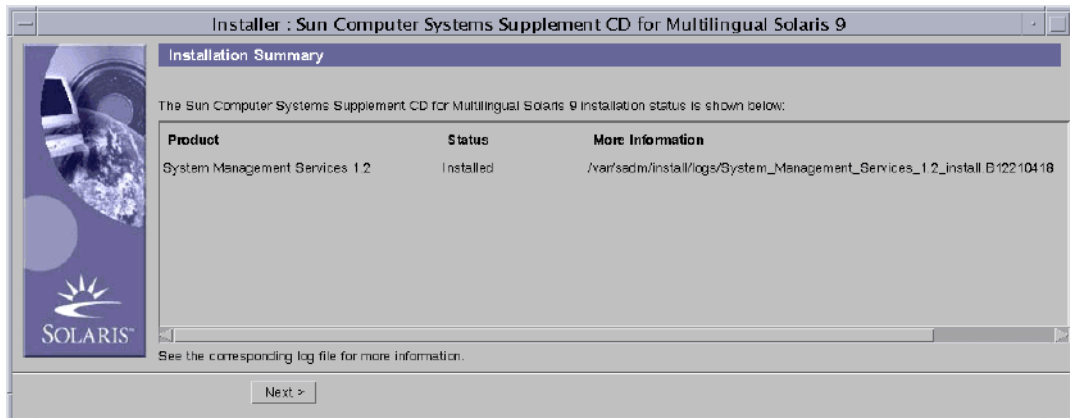 Installer : Sun Computer Systems Supplement CD for Multilingual Solaris 9
Installation Summary
The Sun Computer Systems Supplement CD for Multilingual Solaris 9 installation status is shown below:
Product Status More Information
System Management Services 1.2 Installed /var/sadm/install/logs/System_Management_Services_1.2_install.B12210418
See the corresponding log file for more information.
SOLARIS™
Next >